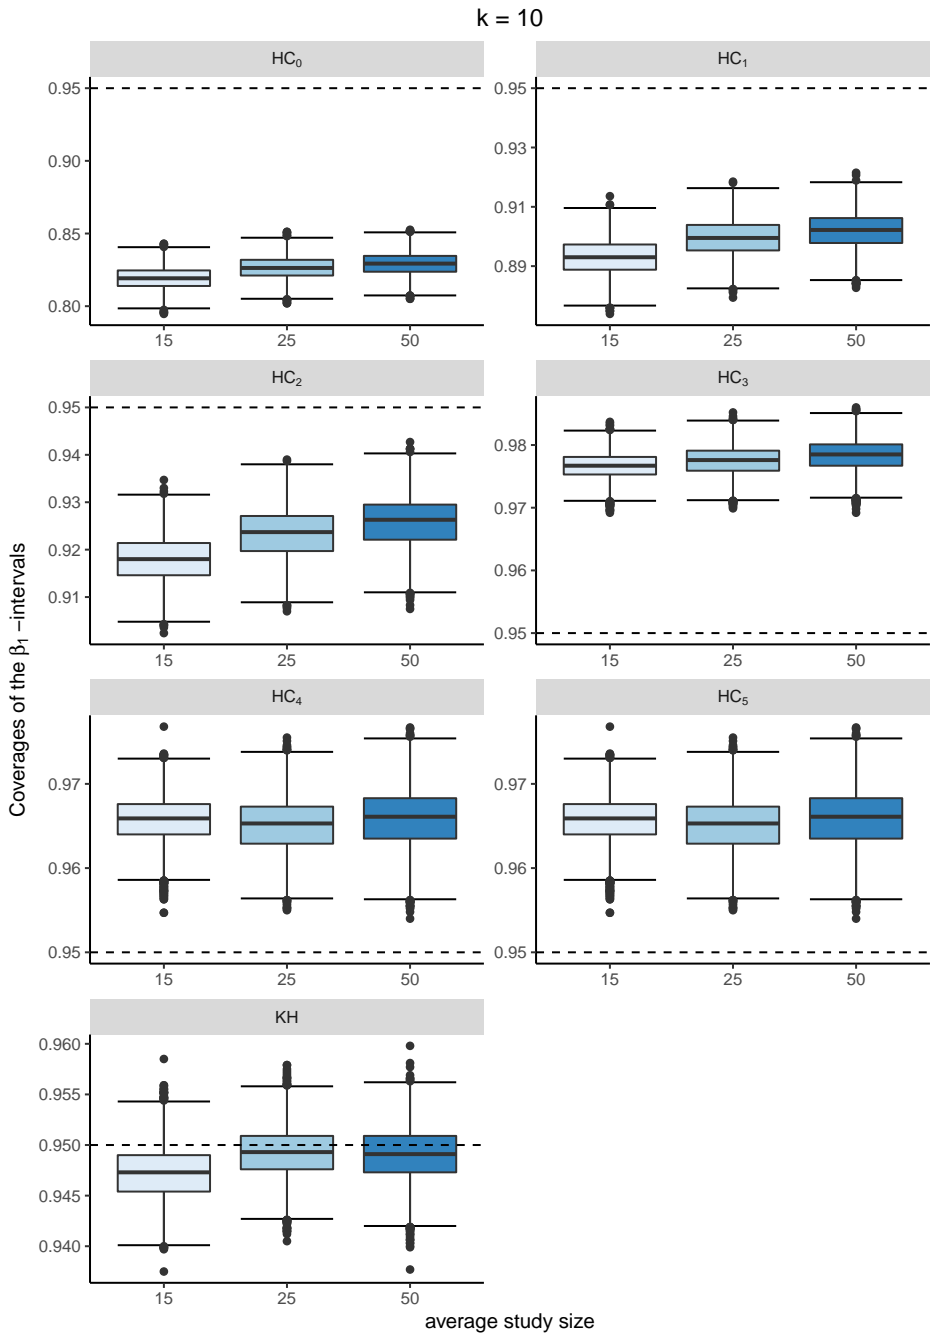 k = 10
HC₀
HC₁
0.95
0.90
0.85
0.80
15 25 50
0.95
0.93
0.91
0.89
15 25 50
HC₂
HC₃
0.95
0.94
0.93
0.92
0.91
15 25 50
0.98
0.97
0.96
0.95
15 25 50
Coverages of the β₁ −intervals
HC₄
HC₅
0.97
0.96
0.95
15 25 50
0.97
0.96
0.95
15 25 50
KH
0.960
0.955
0.950
0.945
0.940
15 25 50
average study size